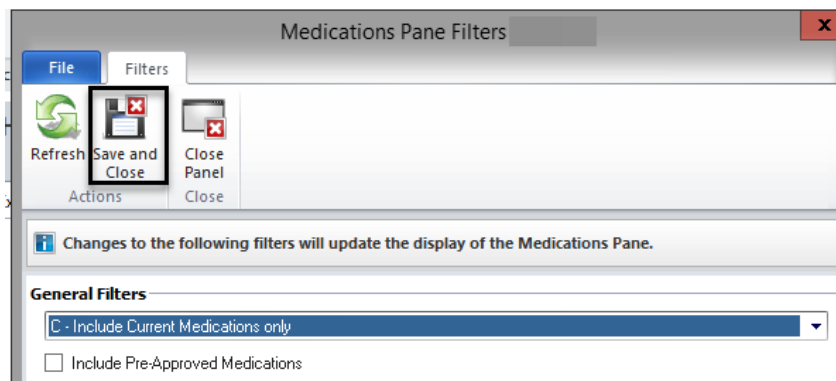 Medications Pane Filters
x
File Filters
Refresh Save and Close Close Panel
Actions Close
Changes to the following filters will update the display of the Medications Pane.
General Filters
C - Include Current Medications only
Include Pre-Approved Medications